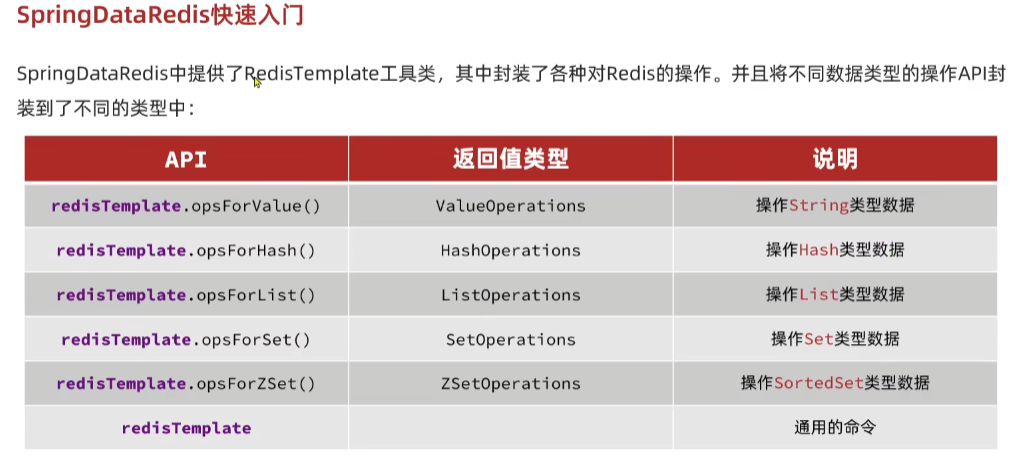 SpringDataRedis快速入门
SpringDataRedis中提供了RedisTemplate工具类，其中封装了各种对Redis的操作。并且将不同数据类型的操作API封
装到了不同的类型中：
API 返回值类型 说明
redisTemplate.opsForValue() ValueOperations 操作String类型数据
redisTemplate.opsForHash() HashOperations 操作Hash类型数据
redisTemplate.opsForList() ListOperations 操作List类型数据
redisTemplate.opsForSet() SetOperations 操作Set类型数据
redisTemplate.opsForZSet() ZSetOperations 操作SortedSet类型数据
redisTemplate 通用的命令